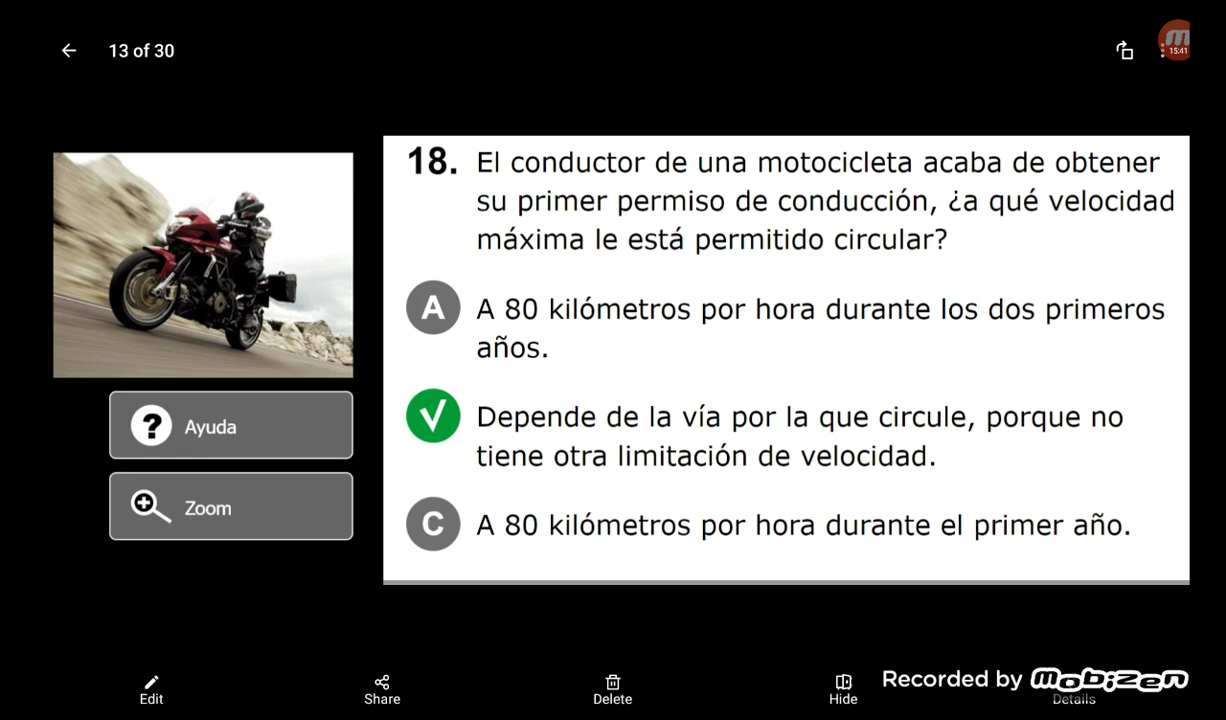 13 of 30
15:41
18. El conductor de una motocicleta acaba de obtener
su primer permiso de conducción, ¿a qué velocidad
máxima le está permitido circular?
A A 80 kilómetros por hora durante los dos primeros
años.
Depende de la vía por la que circule, porque no
tiene otra limitación de velocidad.
C A 80 kilómetros por hora durante el primer año.
? Ayuda
Zoom
Edit
Share
Delete
Hide
Details
Recorded by mobizen